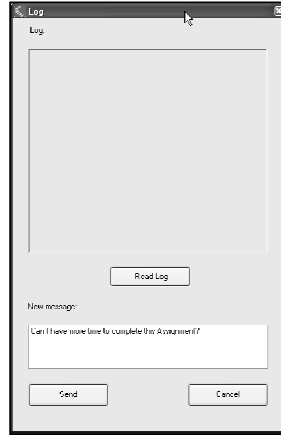 Log
Log:
Read Log
New message:
Can I have more time to complete this Assignment?
Send
Cancel